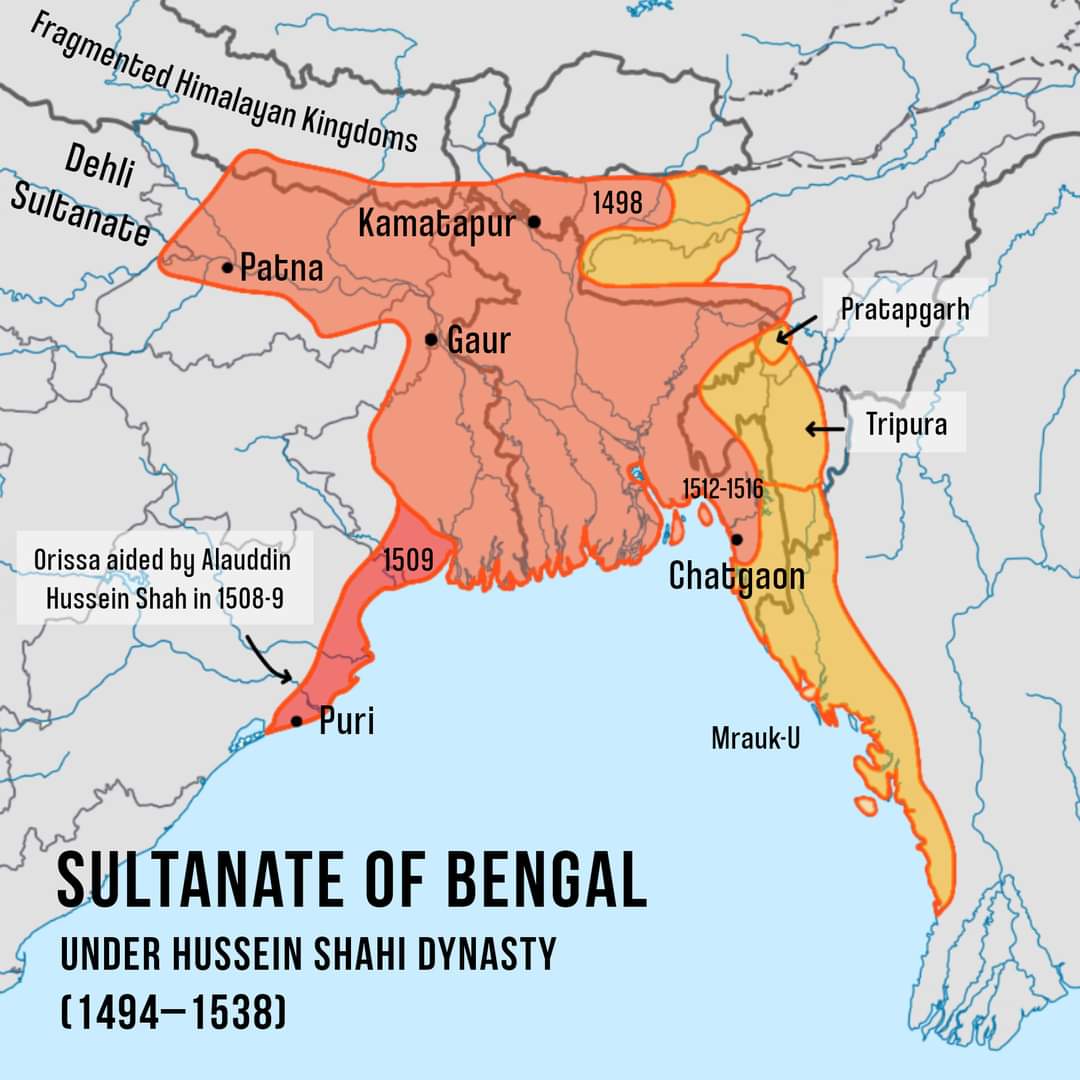 Fragmented Himalayan Kingdoms
Dehli
Sultanate
Kamatapur
1498
Patna
Pratapgarh
Gaur
Tripura
1512-1516
Orissa aided by Alauddin
Hussein Shah in 1508-9
1509
Chatgaon
Puri
Mrauk-U
SULTANATE OF BENGAL
UNDER HUSSEIN SHAHI DYNASTY
(1494–1538)